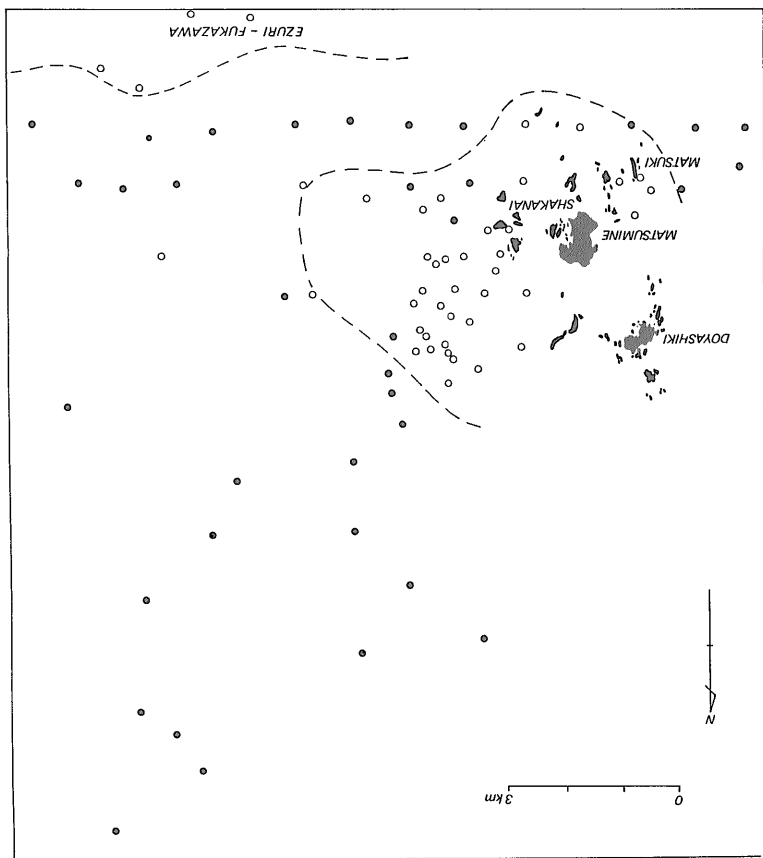 0
3 km
N
DOYASHIKI
MATSUMINE
SHAKANAI
MATSUKI
EZURI - FUKAZAWA